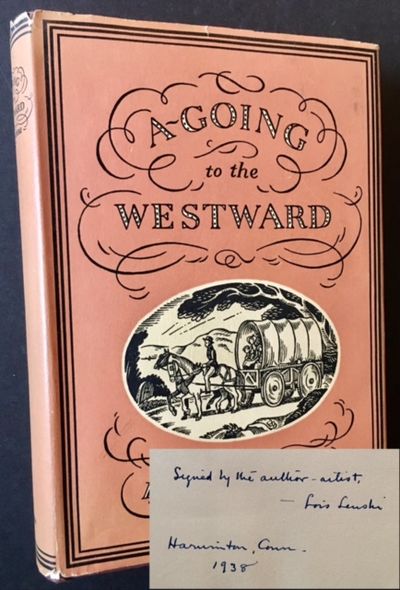 A-GOING
to the
WESTWARD
Signed by the author-artist,
— Lois Lenski
Harwinton, Conn.
1938